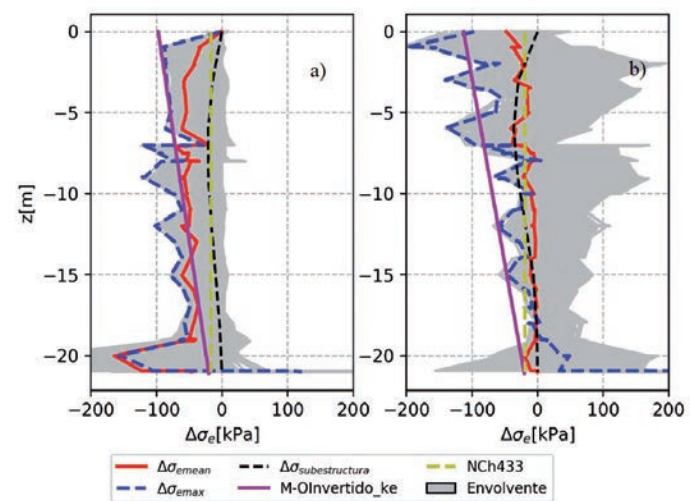 a)
b)
z[m]
0
−5
−10
−15
−20
−200 −100 0 100 200
Δσe[kPa]
0
−5
−10
−15
−20
−200 −100 0 100 200
Δσe[kPa]
Δσemean
Δσemax
Δσsubestructura
M-OInvertido_ke
NCh433
Envolvente